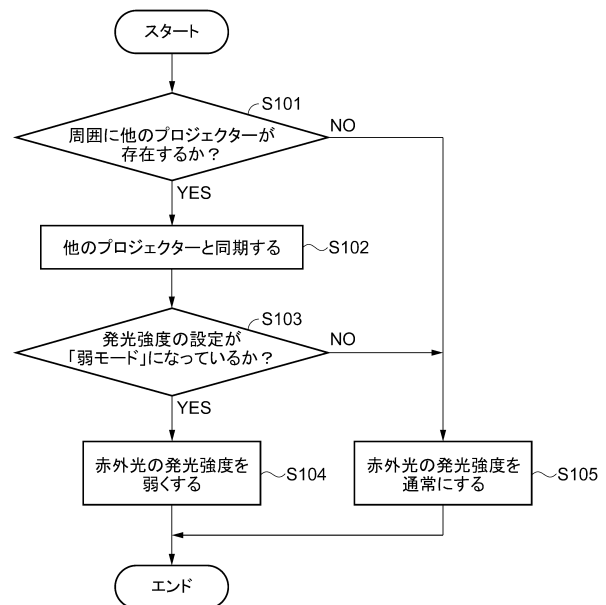 スタート
S101
周囲に他のプロジェクターが
存在するか？
NO
YES
他のプロジェクターと同期する
S102
S103
発光強度の設定が
「弱モード」になっているか？
NO
YES
赤外光の発光強度を
弱くする
S104
赤外光の発光強度を
通常にする
S105
エンド